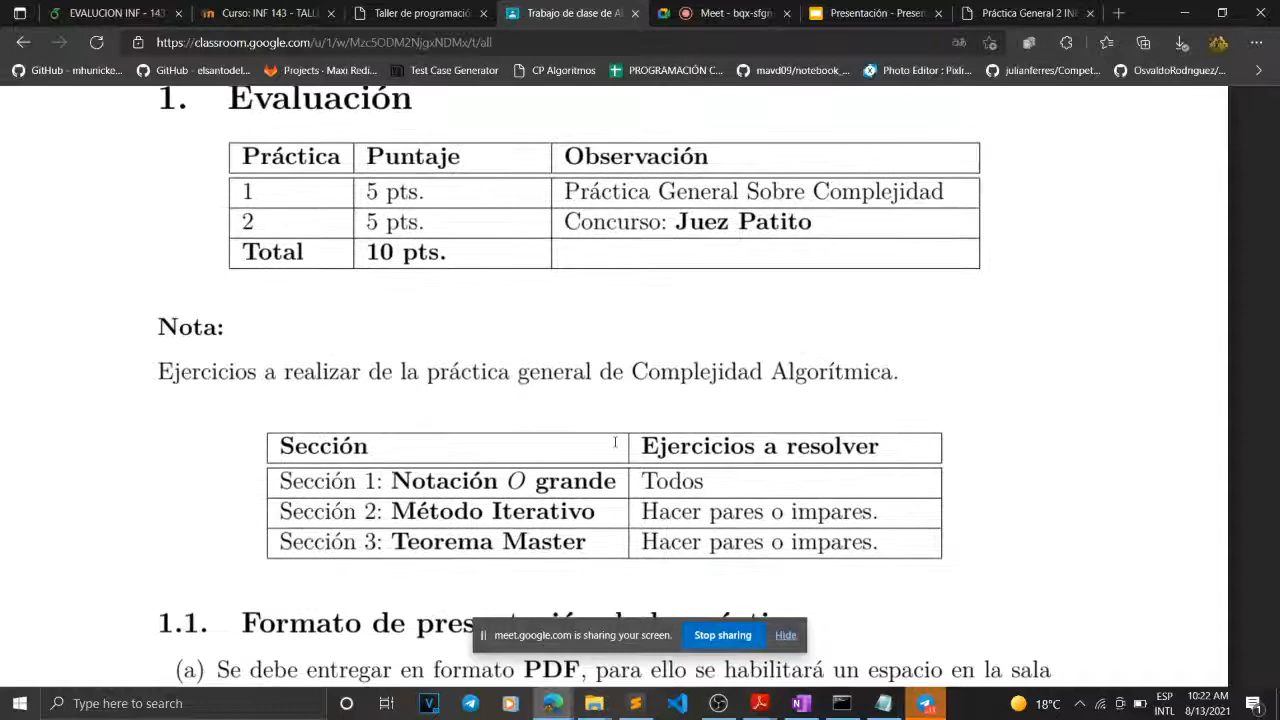 EVALUCION INF - 143
Curso: INF 143 - TALL
Taller de programació
Trabajo de clase de Al
Meet - bqx-sfgn
Presentación - Presen
Práctica General 2 INF
https://classroom.google.com/u/1/w/Mzc5ODM2NjgxNDMx/t/all
GitHub - mhunicke...
GitHub - elsantodel...
Projects · Maxi Redi...
Test Case Generator
CP Algoritmos
PROGRAMACIÓN C...
mavd09/notebook_...
Photo Editor : Pixlr...
julianferres/Compet...
OsvaldoRodriguez/...
1. Evaluación
Práctica Puntaje Observación
1 5 pts. Práctica General Sobre Complejidad
2 5 pts. Concurso: Juez Patito
Total 10 pts.
Nota:
Ejercicios a realizar de la práctica general de Complejidad Algorítmica.
Sección Ejercicios a resolver
Sección 1: Notación O grande Todos
Sección 2: Método Iterativo Hacer pares o impares.
Sección 3: Teorema Master Hacer pares o impares.
1.1. Formato de
meet.google.com is sharing your screen. Stop sharing Hide
(a) Se debe entregar en formato PDF, para ello se habilitará un espacio en la sala
Type here to search
18°C
ESP
INTL
10:22 AM
8/13/2021